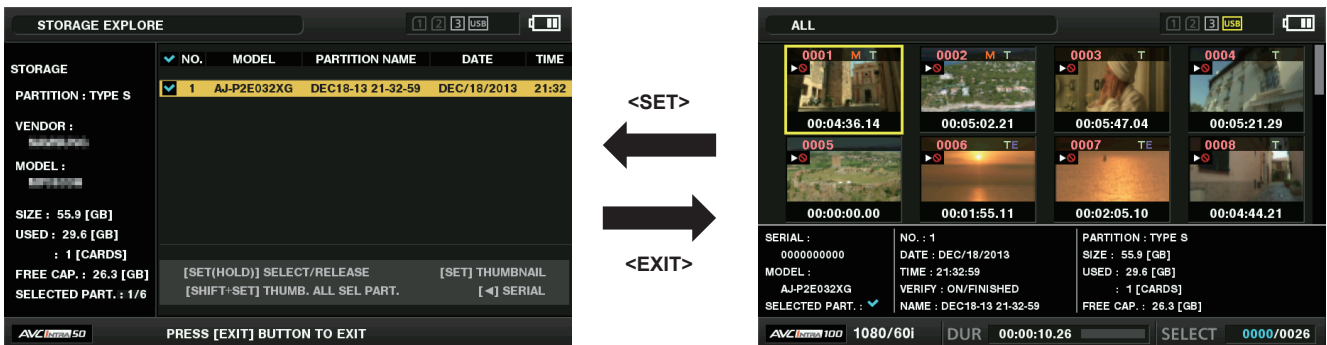 STORAGE EXPLORE
1 2 3 USB
STORAGE
PARTITION : TYPE S
VENDOR :
MODEL :
SIZE : 55.9 [GB]
USED : 29.6 [GB]
: 1 [CARDS]
FREE CAP. : 26.3 [GB]
SELECTED PART. : 1/6
NO. MODEL PARTITION NAME DATE TIME
1 AJ-P2E032XG DEC18-13 21-32-59 DEC/18/2013 21:32
[SET(HOLD)] SELECT/RELEASE [SET] THUMBNAIL
[SHIFT+SET] THUMB. ALL SEL PART. [◄] SERIAL
AVC INTRA 50 PRESS [EXIT] BUTTON TO EXIT
<SET>
<EXIT>
ALL
1 2 3 USB
0001 M T
0002 M T
0003 T
0004 T
00:04:36.14
00:05:02.21
00:05:47.04
00:05:21.29
0005
0006 TE
0007 TE
0008 T
00:00:00.00
00:01:55.11
00:02:05.10
00:04:44.21
SERIAL :
0000000000
MODEL :
AJ-P2E032XG
SELECTED PART. :
NO. : 1
DATE : DEC/18/2013
TIME : 21:32:59
VERIFY : ON/FINISHED
NAME : DEC18-13 21-32-59
PARTITION : TYPE S
SIZE : 55.9 [GB]
USED : 29.6 [GB]
: 1 [CARDS]
FREE CAP. : 26.3 [GB]
AVC INTRA 100 1080/60i DUR 00:00:10.26 SELECT 0000/0026